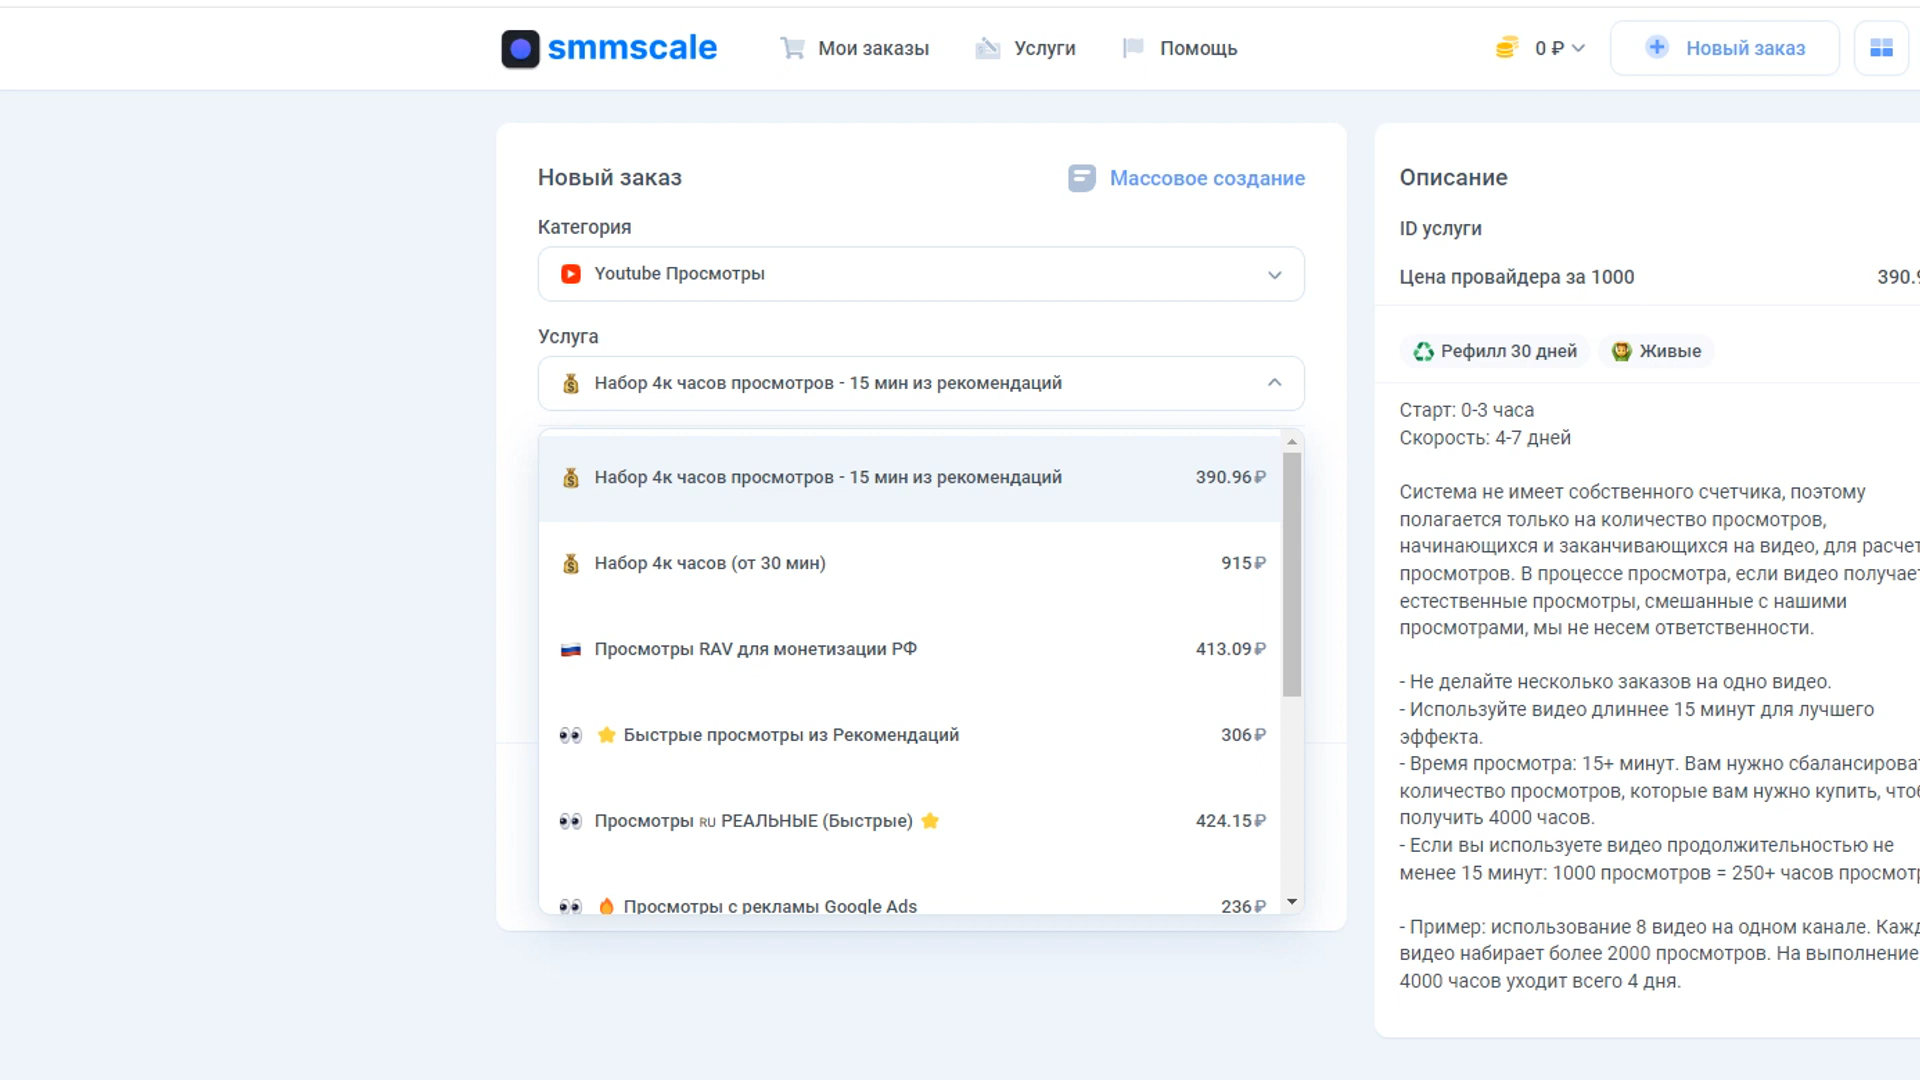 smmscale
Мои заказы
Услуги
Помощь
0 ₽
Новый заказ
Новый заказ
Массовое создание
Категория
Youtube Просмотры
Услуга
Набор 4к часов просмотров - 15 мин из рекомендаций
Набор 4к часов просмотров - 15 мин из рекомендаций 390.96₽
Набор 4к часов (от 30 мин) 915₽
Просмотры RAV для монетизации РФ 413.09₽
Быстрые просмотры из Рекомендаций 306₽
Просмотры RU РЕАЛЬНЫЕ (Быстрые) 424.15₽
Просмотры с рекламы Google Ads 236₽
Описание
ID услуги
Цена провайдера за 1000 390.9
Рефилл 30 дней Живые
Старт: 0-3 часа
Скорость: 4-7 дней
Система не имеет собственного счетчика, поэтому
полагается только на количество просмотров,
начинающихся и заканчивающихся на видео, для расчет
просмотров. В процессе просмотра, если видео получает
естественные просмотры, смешанные с нашими
просмотрами, мы не несем ответственности.
- Не делайте несколько заказов на одно видео.
- Используйте видео длиннее 15 минут для лучшего
эффекта.
- Время просмотра: 15+ минут. Вам нужно сбалансироват
количество просмотров, которые вам нужно купить, чтоб
получить 4000 часов.
- Если вы используете видео продолжительностью не
менее 15 минут: 1000 просмотров = 250+ часов просмотр
- Пример: использование 8 видео на одном канале. Кажд
видео набирает более 2000 просмотров. На выполнение
4000 часов уходит всего 4 дня.